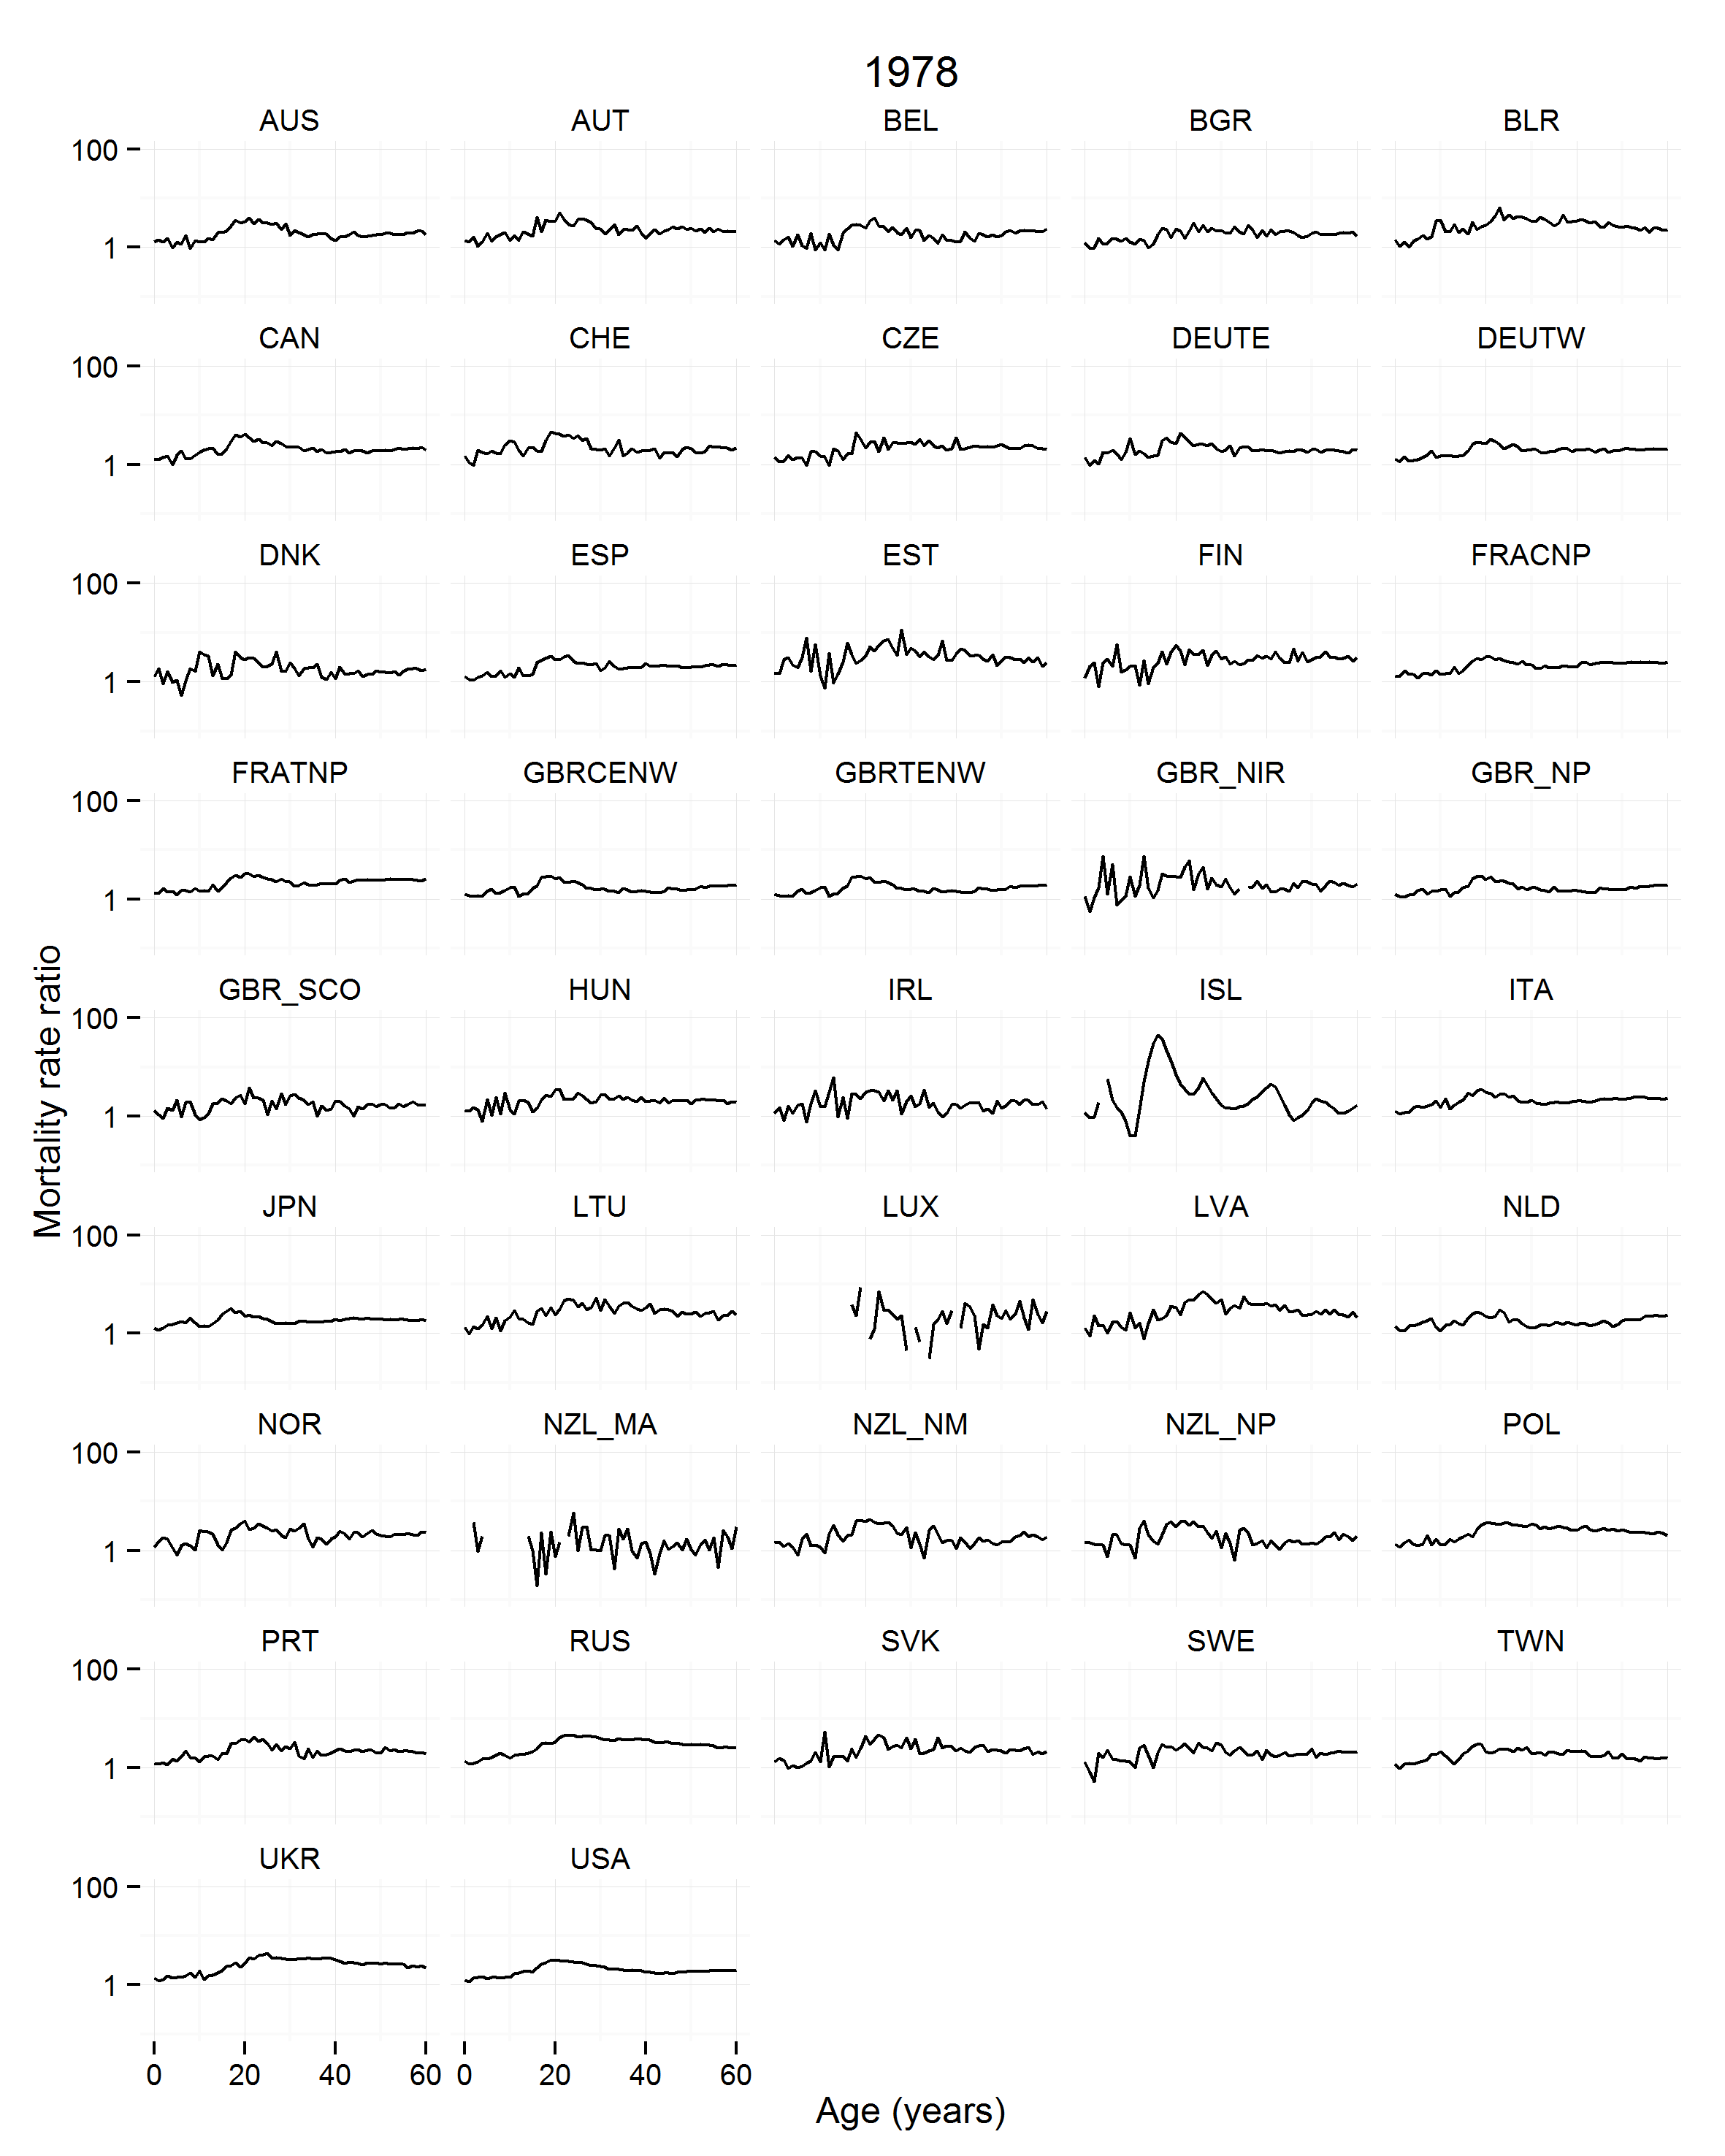 1978
AUS AUT BEL BGR BLR
100
1
CAN CHE CZE DEUTE DEUTW
100
1
DNK ESP EST FIN FRACNP
100
1
FRATNP GBRCENW GBRTENW GBR_NIR GBR_NP
100
1
Mortality rate ratio
GBR_SCO HUN IRL ISL ITA
100
1
JPN LTU LUX LVA NLD
100
1
NOR NZL_MA NZL_NM NZL_NP POL
100
1
PRT RUS SVK SWE TWN
100
1
UKR USA
100
1
0 20 40 60 0 20 40 60
Age (years)